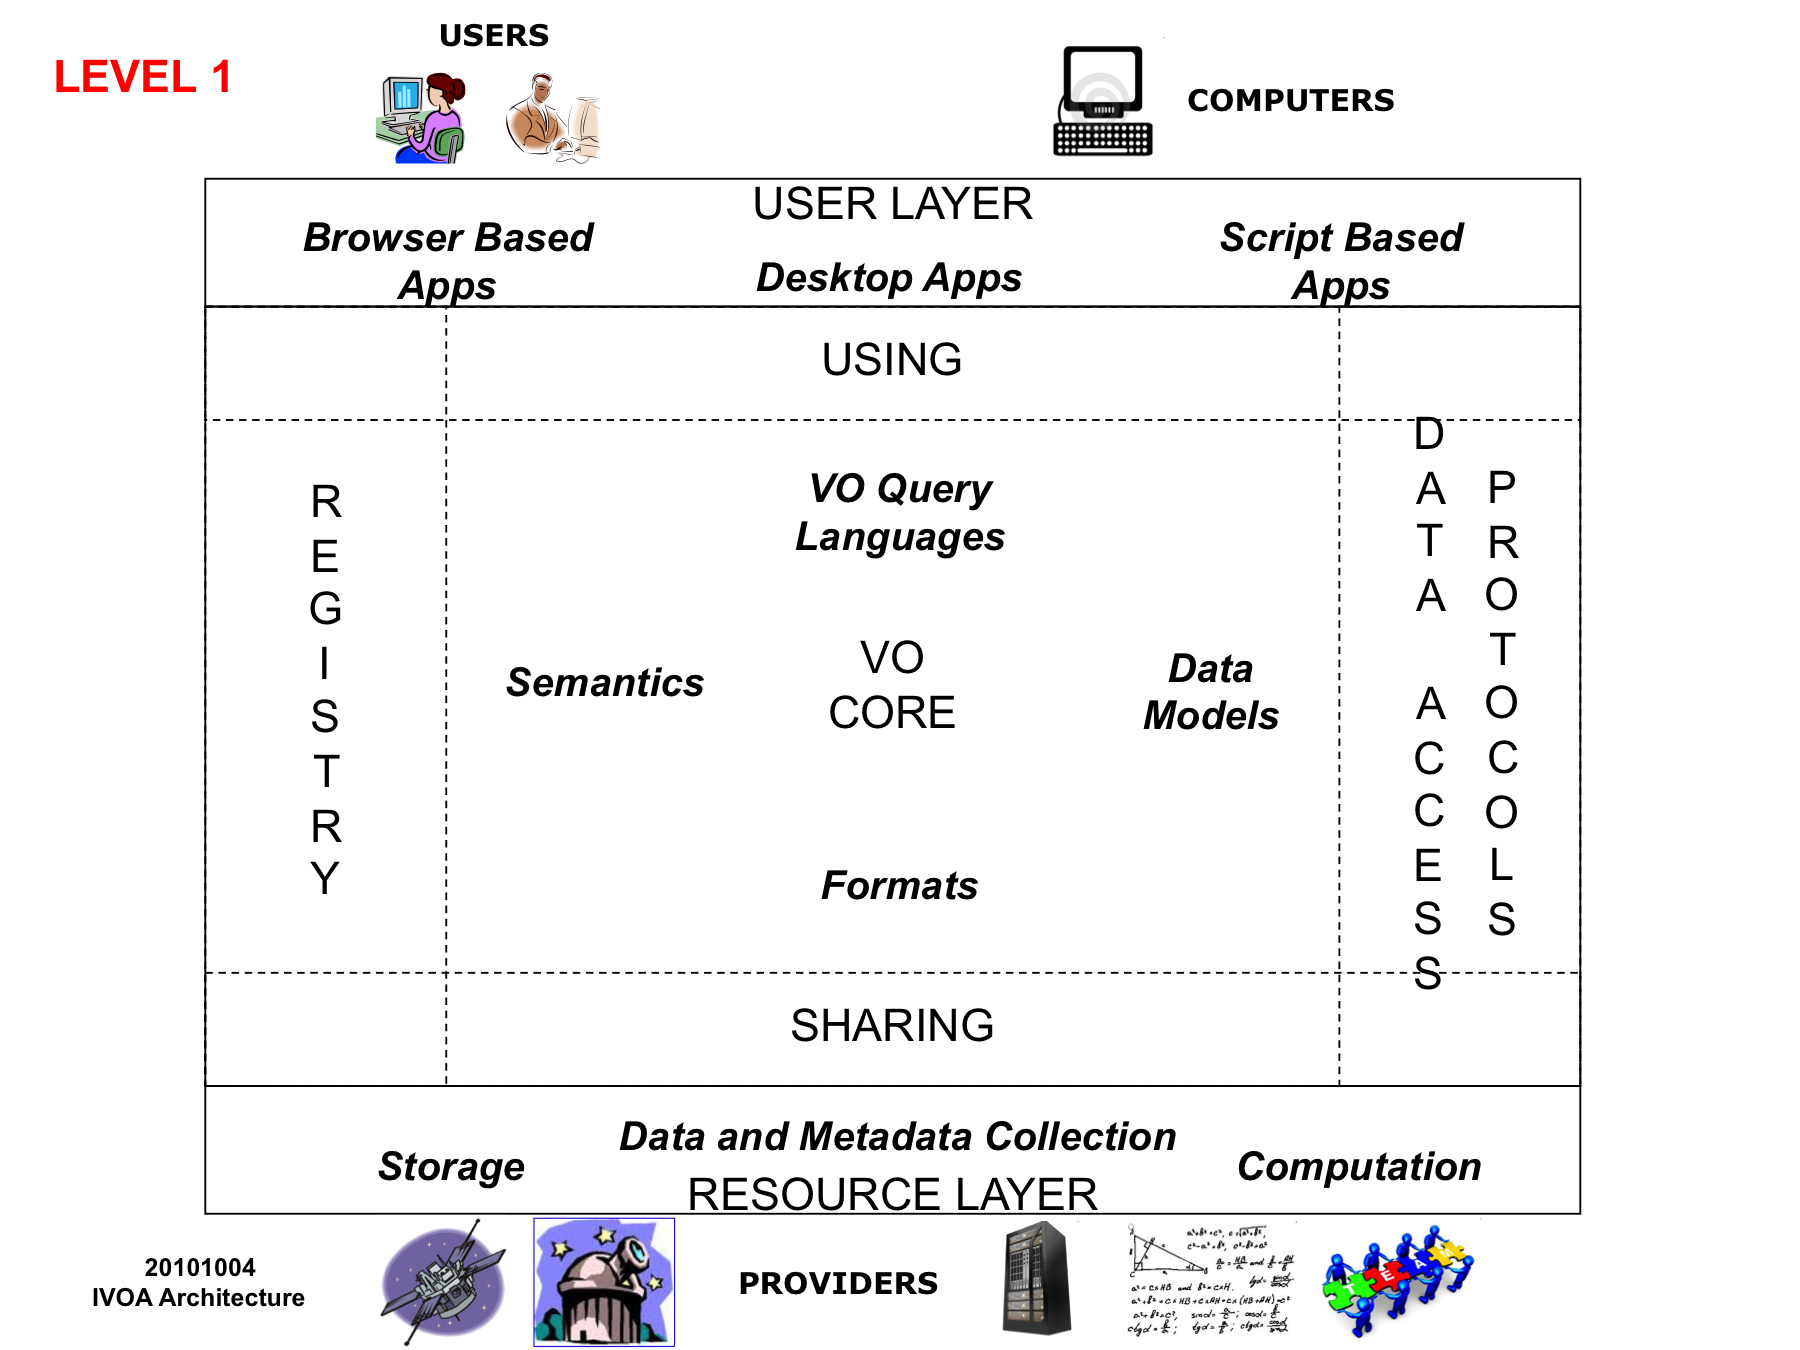 USERS
LEVEL 1
COMPUTERS
USER LAYER
Browser Based
Apps
Desktop Apps
Script Based
Apps
USING
REGISTRY
VO Query
Languages
Semantics
VO
CORE
Data
Models
Formats
DATA ACCESS
PROTOCOLS
SHARING
Storage
Data and Metadata Collection
Computation
RESOURCE LAYER
20101004
IVOA Architecture
PROVIDERS
TEAM